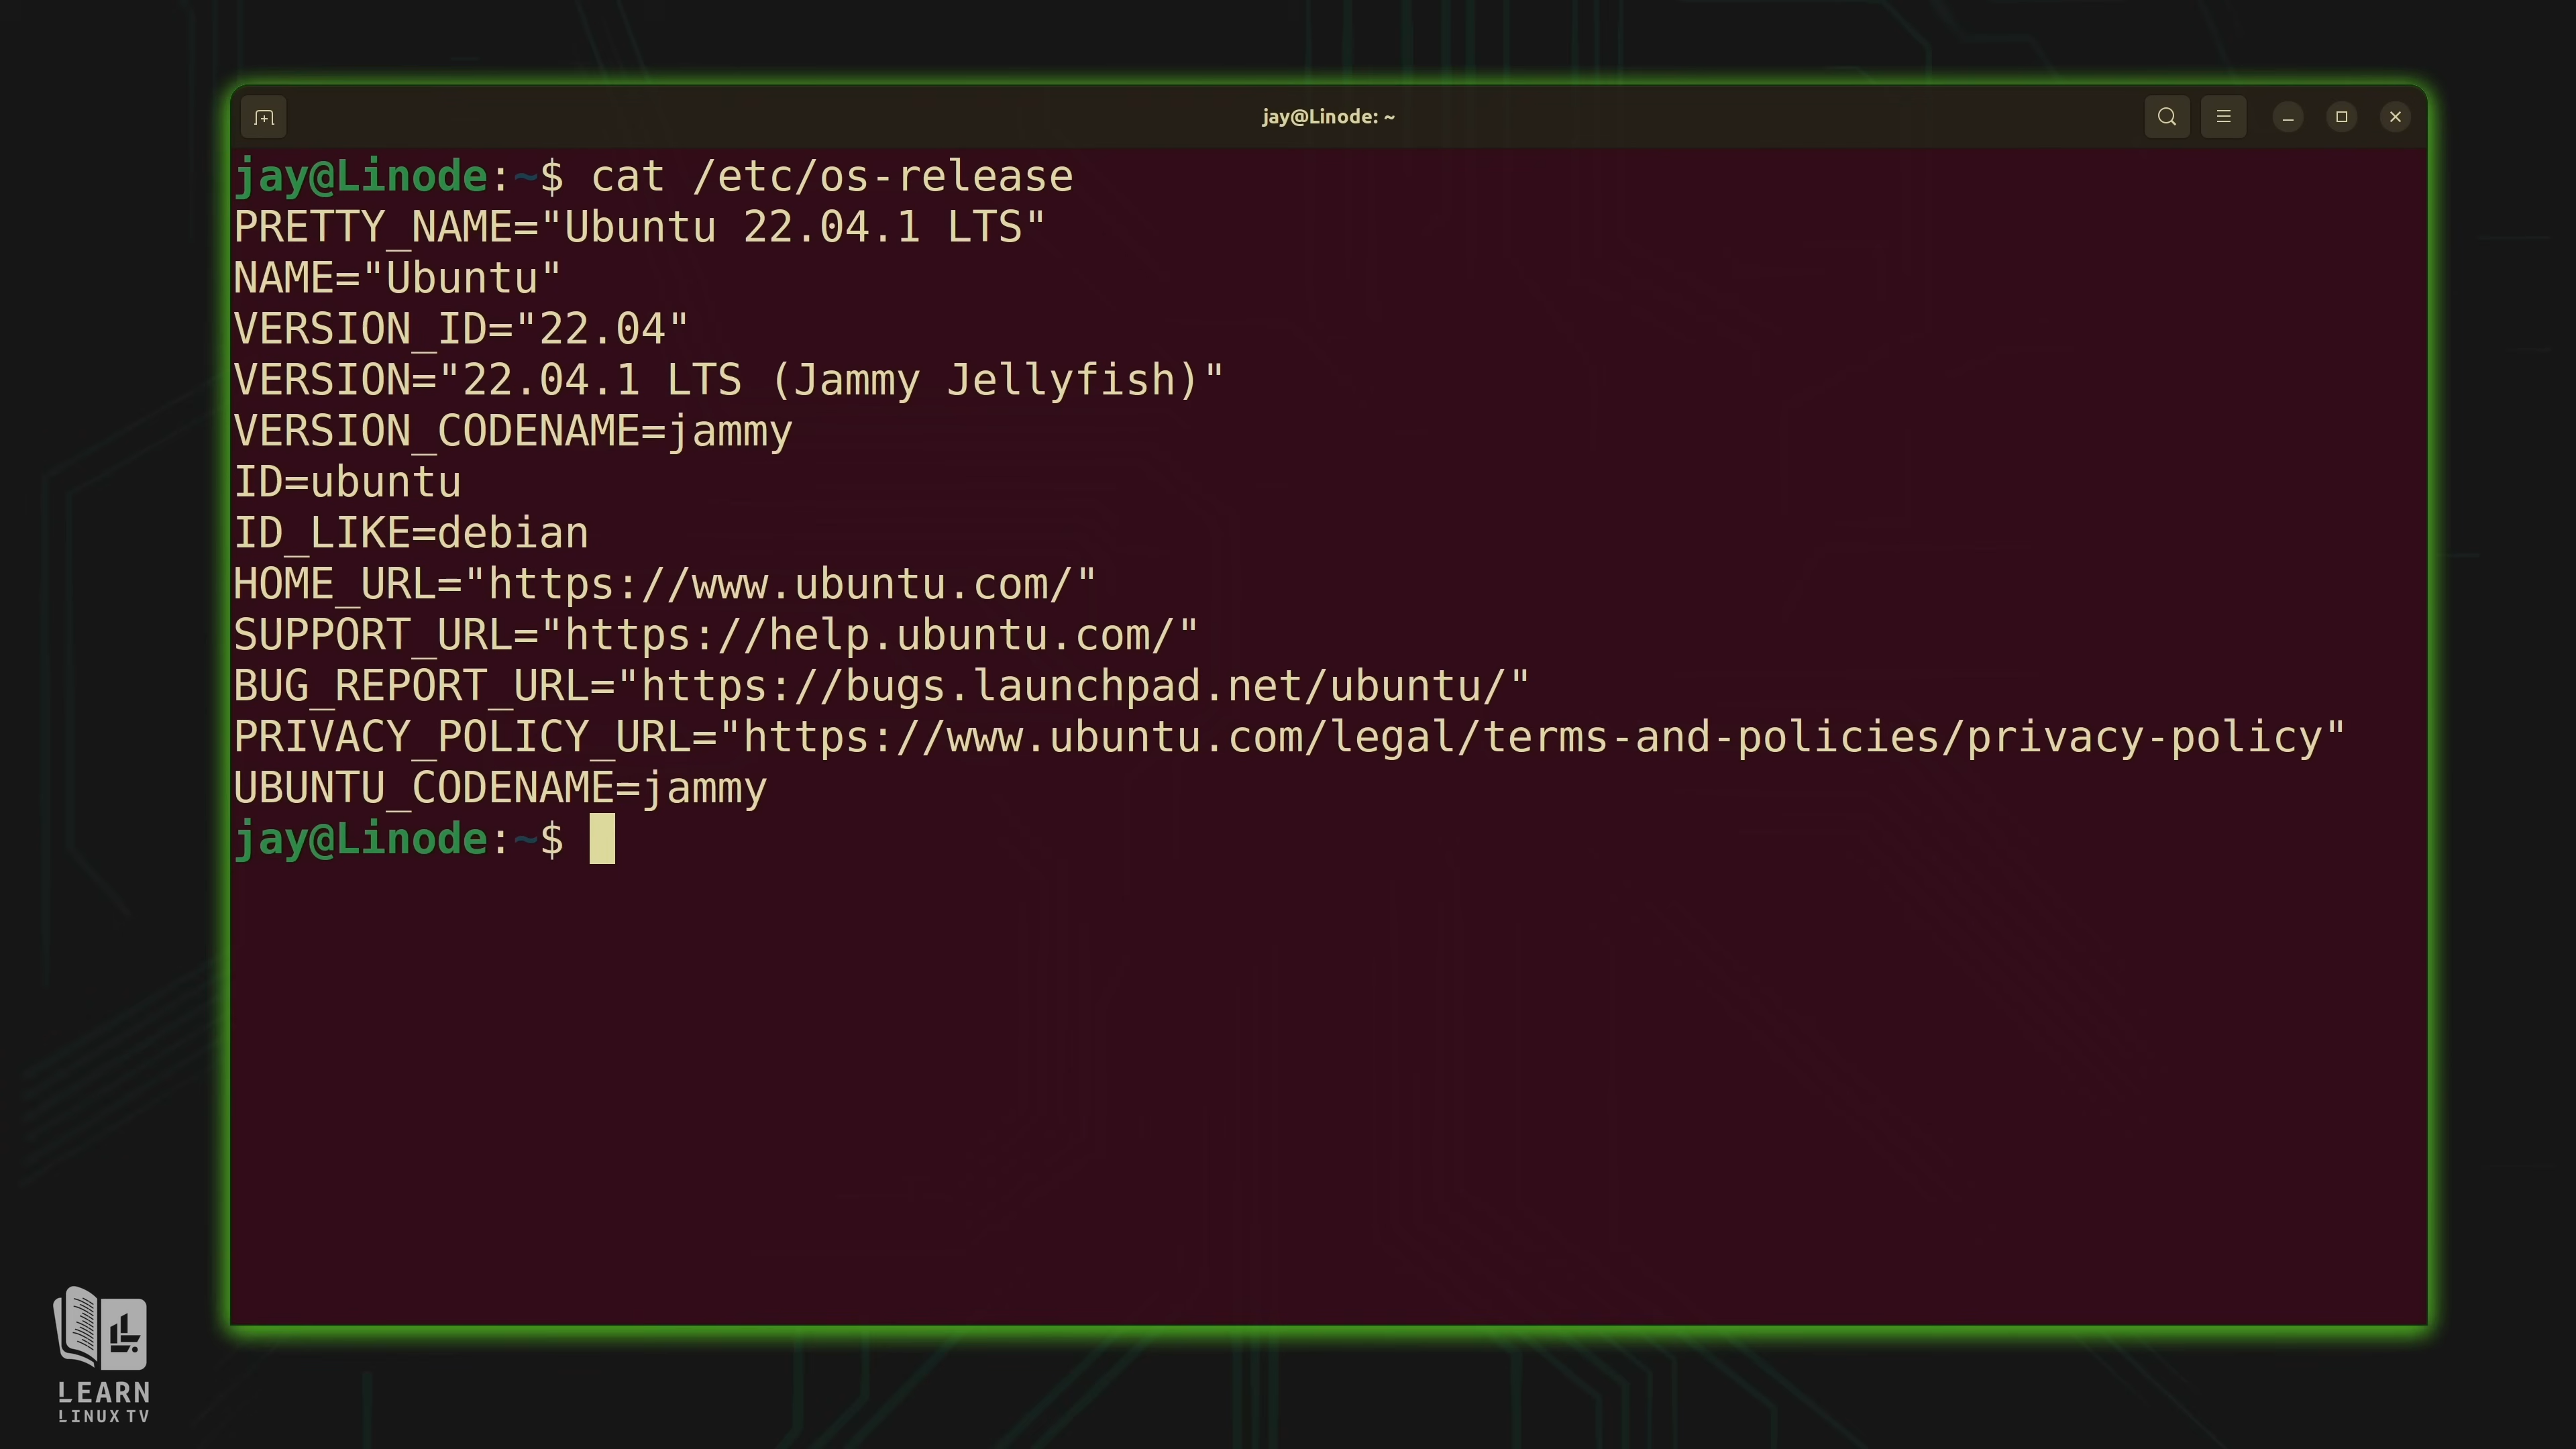 jay@Linode: ~
jay@Linode:~$ cat /etc/os-release
PRETTY_NAME="Ubuntu 22.04.1 LTS"
NAME="Ubuntu"
VERSION_ID="22.04"
VERSION="22.04.1 LTS (Jammy Jellyfish)"
VERSION_CODENAME=jammy
ID=ubuntu
ID_LIKE=debian
HOME_URL="https://www.ubuntu.com/"
SUPPORT_URL="https://help.ubuntu.com/"
BUG_REPORT_URL="https://bugs.launchpad.net/ubuntu/"
PRIVACY_POLICY_URL="https://www.ubuntu.com/legal/terms-and-policies/privacy-policy"
UBUNTU_CODENAME=jammy
jay@Linode:~$
LEARN
LINUX TV